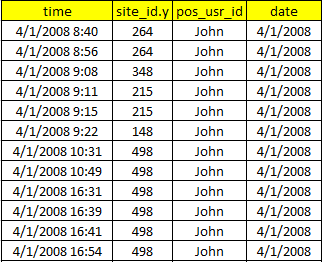 time site_id.y pos_usr_id date
4/1/2008 8:40 264 John 4/1/2008
4/1/2008 8:56 264 John 4/1/2008
4/1/2008 9:08 348 John 4/1/2008
4/1/2008 9:11 215 John 4/1/2008
4/1/2008 9:15 215 John 4/1/2008
4/1/2008 9:22 148 John 4/1/2008
4/1/2008 10:31 498 John 4/1/2008
4/1/2008 10:49 498 John 4/1/2008
4/1/2008 16:31 498 John 4/1/2008
4/1/2008 16:39 498 John 4/1/2008
4/1/2008 16:41 498 John 4/1/2008
4/1/2008 16:54 498 John 4/1/2008